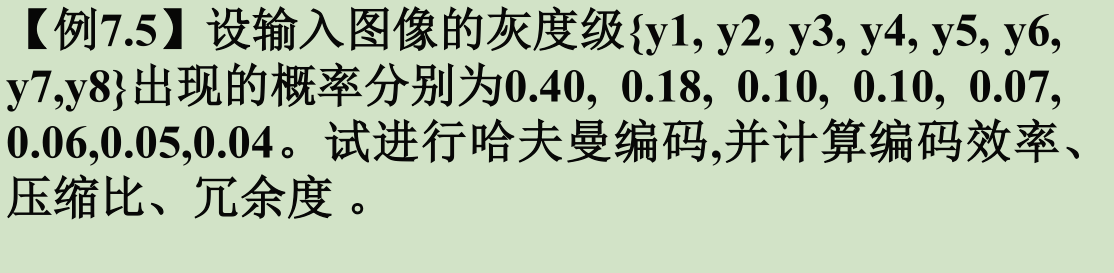 【例7.5】设输入图像的灰度级{y1, y2, y3, y4, y5, y6,
y7,y8}出现的概率分别为0.40, 0.18, 0.10, 0.10, 0.07,
0.06,0.05,0.04。试进行哈夫曼编码,并计算编码效率、
压缩比、冗余度 。